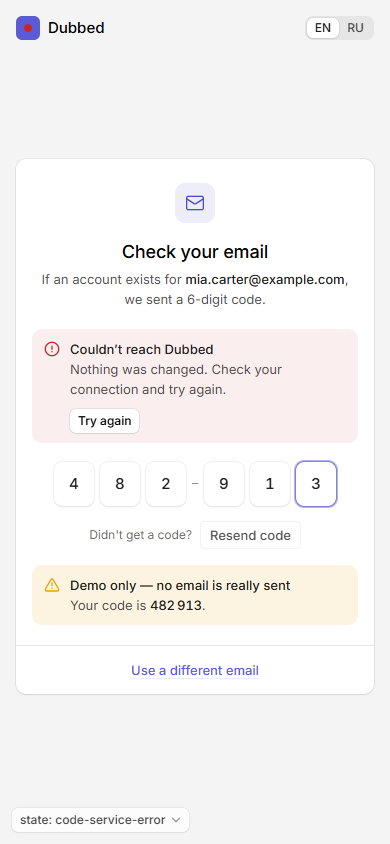 Dubbed
EN RU
Check your email
If an account exists for mia.carter@example.com,
we sent a 6-digit code.
Couldn’t reach Dubbed
Nothing was changed. Check your
connection and try again.
Try again
4 8 2 – 9 1 3
Didn't get a code? Resend code
Demo only — no email is really sent
Your code is 482 913.
Use a different email
state: code-service-error